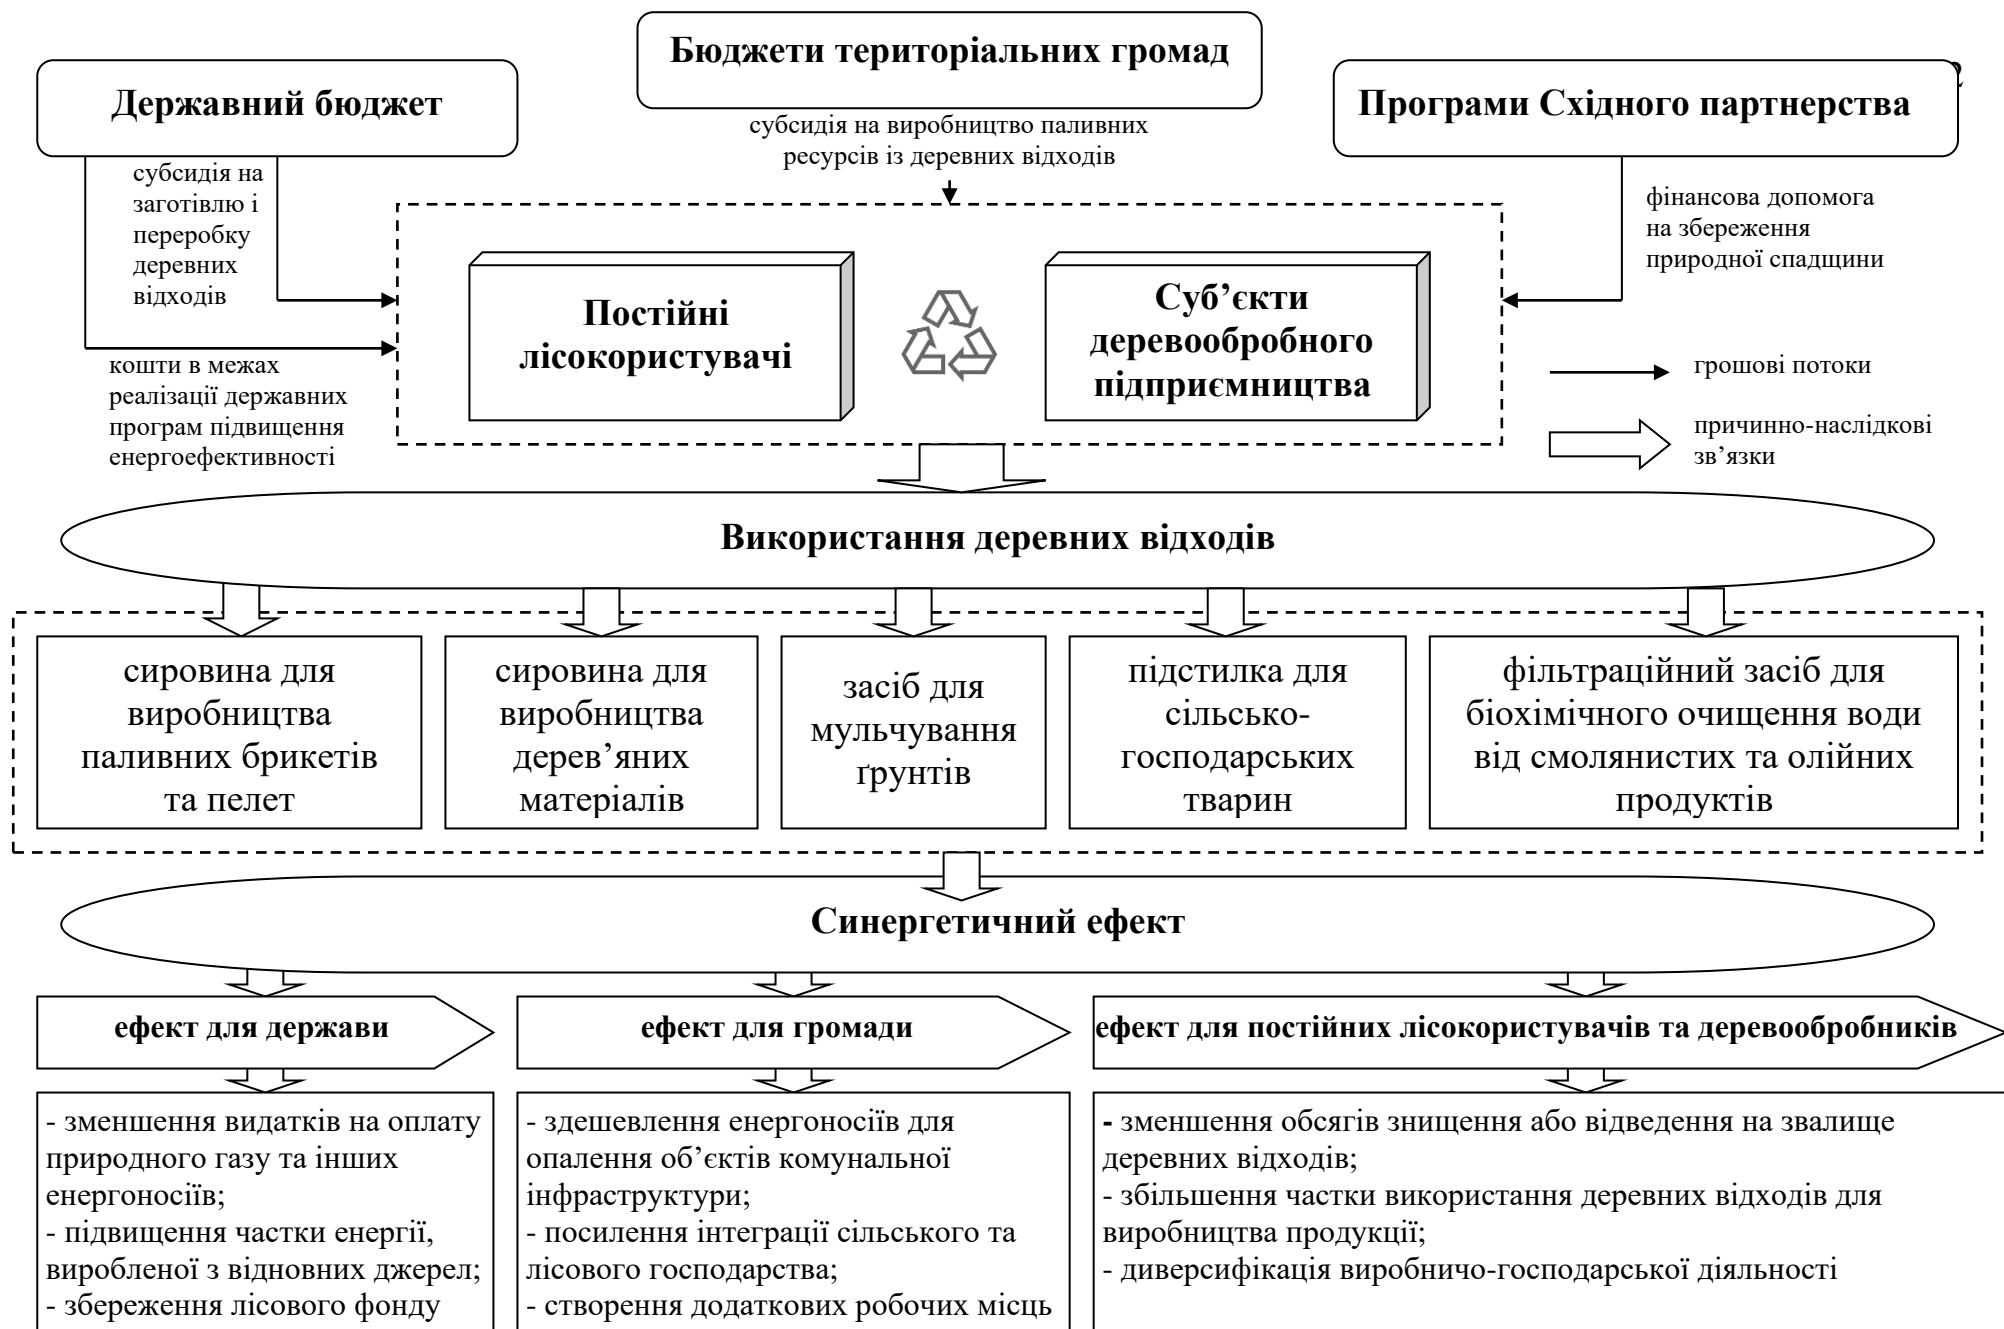 Бюджети територіальних громад
Державний бюджет
Програми Східного партнерства
субсидія на виробництво паливних
ресурсів із деревних відходів
субсидія на
заготівлю і
переробку
деревних
відходів
фінансова допомога
на збереження
природної спадщини
Постійні
лісокористувачі
Суб’єкти
деревообробного
підприємництва
кошти в межах
реалізації державних
програм підвищення
енергоефективності
грошові потоки
причинно-наслідкові
зв’язки
Використання деревних відходів
сировина для
виробництва
паливних брикетів
та пелет
сировина для
виробництва
дерев’яних
матеріалів
засіб для
мульчування
ґрунтів
підстилка для
сільсько-
господарських
тварин
фільтраційний засіб для
біохімічного очищення води
від смолянистих та олійних
продуктів
Синергетичний ефект
ефект для держави
ефект для громади
ефект для постійних лісокористувачів та деревообробників
- зменшення видатків на оплату
природного газу та інших
енергоносіїв;
- підвищення частки енергії,
виробленої з відновних джерел;
- збереження лісового фонду
- здешевлення енергоносіїв для
опалення об’єктів комунальної
інфраструктури;
- посилення інтеграції сільського та
лісового господарства;
- створення додаткових робочих місць
- зменшення обсягів знищення або відведення на звалище
деревних відходів;
- збільшення частки використання деревних відходів для
виробництва продукції;
- диверсифікація виробничо-господарської діяльності